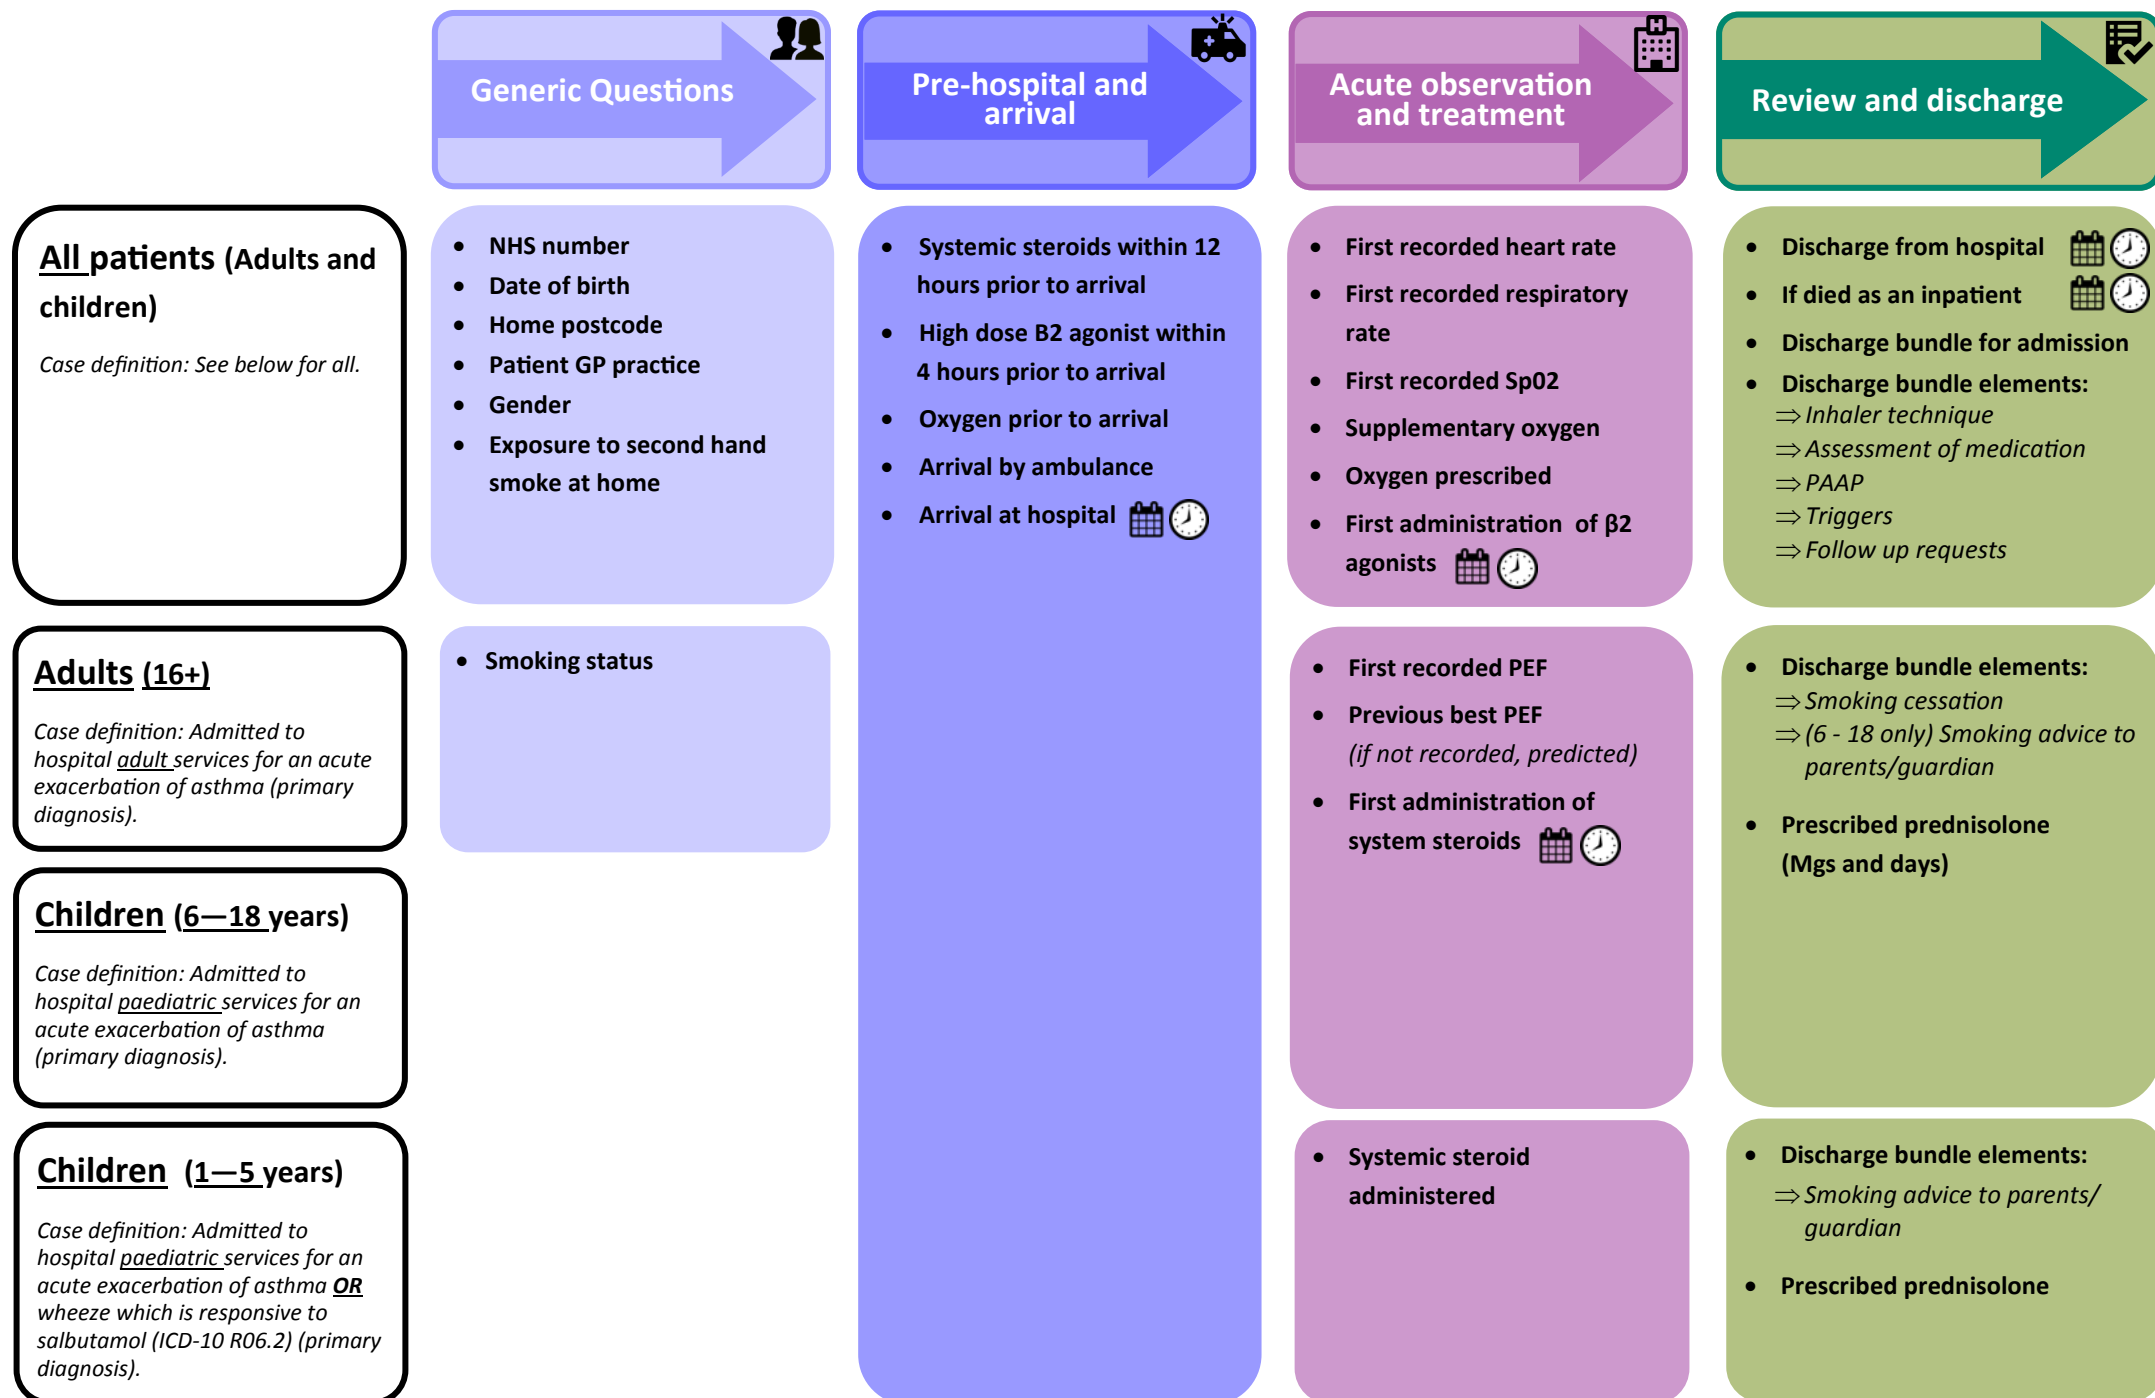 Generic Questions
Pre-hospital and
arrival
Acute observation
and treatment
Review and discharge
All patients (Adults and
children)
Case definition: See below for all.
• NHS number
• Date of birth
• Home postcode
• Patient GP practice
• Gender
• Exposure to second hand
smoke at home
• Systemic steroids within 12
hours prior to arrival
• High dose B2 agonist within
4 hours prior to arrival
• Oxygen prior to arrival
• Arrival by ambulance
• Arrival at hospital
• First recorded heart rate
• First recorded respiratory
rate
• First recorded Sp02
• Supplementary oxygen
• Oxygen prescribed
• First administration of β2
agonists
• Discharge from hospital
• If died as an inpatient
• Discharge bundle for admission
• Discharge bundle elements:
⇒ Inhaler technique
⇒ Assessment of medication
⇒ PAAP
⇒ Triggers
⇒ Follow up requests
Adults (16+)
Case definition: Admitted to
hospital adult services for an acute
exacerbation of asthma (primary
diagnosis).
• Smoking status
• First recorded PEF
• Previous best PEF
(if not recorded, predicted)
• First administration of
system steroids
• Discharge bundle elements:
⇒ Smoking cessation
⇒ (6 - 18 only) Smoking advice to
parents/guardian
• Prescribed prednisolone
(Mgs and days)
Children (6—18 years)
Case definition: Admitted to
hospital paediatric services for an
acute exacerbation of asthma
(primary diagnosis).
Children (1—5 years)
Case definition: Admitted to
hospital paediatric services for an
acute exacerbation of asthma OR
wheeze which is responsive to
salbutamol (ICD-10 R06.2) (primary
diagnosis).
• Systemic steroid
administered
• Discharge bundle elements:
⇒ Smoking advice to parents/
guardian
• Prescribed prednisolone